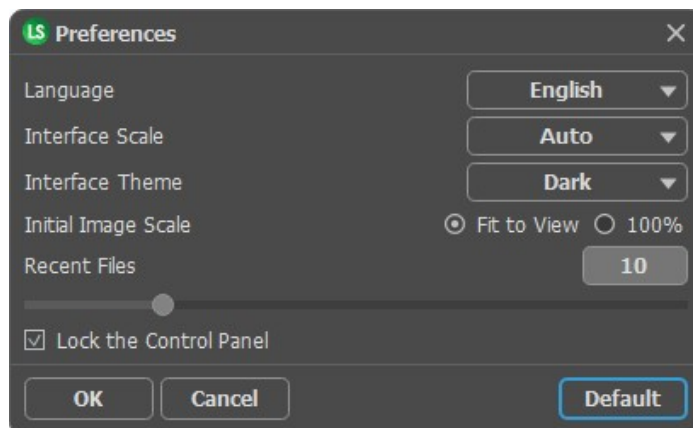 LS Preferences
Language English
Interface Scale Auto
Interface Theme Dark
Initial Image Scale Fit to View 100%
Recent Files 10
Lock the Control Panel
OK Cancel Default